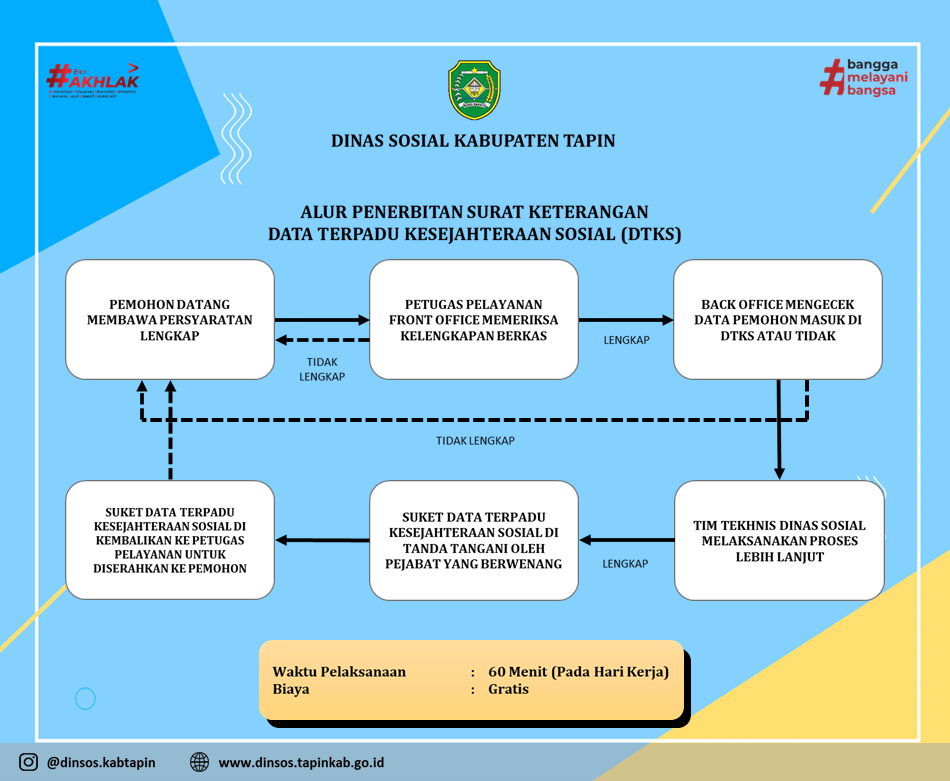 #AKHLAK
bangga
melayani
bangsa
DINAS SOSIAL KABUPATEN TAPIN
ALUR PENERBITAN SURAT KETERANGAN
DATA TERPADU KESEJAHTERAAN SOSIAL (DTKS)
PEMOHON DATANG
MEMBAWA PERSYARATAN
LENGKAP
TIDAK
LENGKAP
PETUGAS PELAYANAN
FRONT OFFICE MEMERIKSA
KELENGKAPAN BERKAS
LENGKAP
BACK OFFICE MENGECEK
DATA PEMOHON MASUK DI
DTKS ATAU TIDAK
TIDAK LENGKAP
TIM TEKHNIS DINAS SOSIAL
MELAKSANAKAN PROSES
LEBIH LANJUT
LENGKAP
SUKET DATA TERPADU
KESEJAHTERAAN SOSIAL DI
TANDA TANGANI OLEH
PEJABAT YANG BERWENANG
SUKET DATA TERPADU
KESEJAHTERAAN SOSIAL DI
KEMBALIKAN KE PETUGAS
PELAYANAN UNTUK
DISERAHKAN KE PEMOHON
Waktu Pelaksanaan : 60 Menit (Pada Hari Kerja)
Biaya : Gratis
@dinsos.kabtapin
www.dinsos.tapinkab.go.id